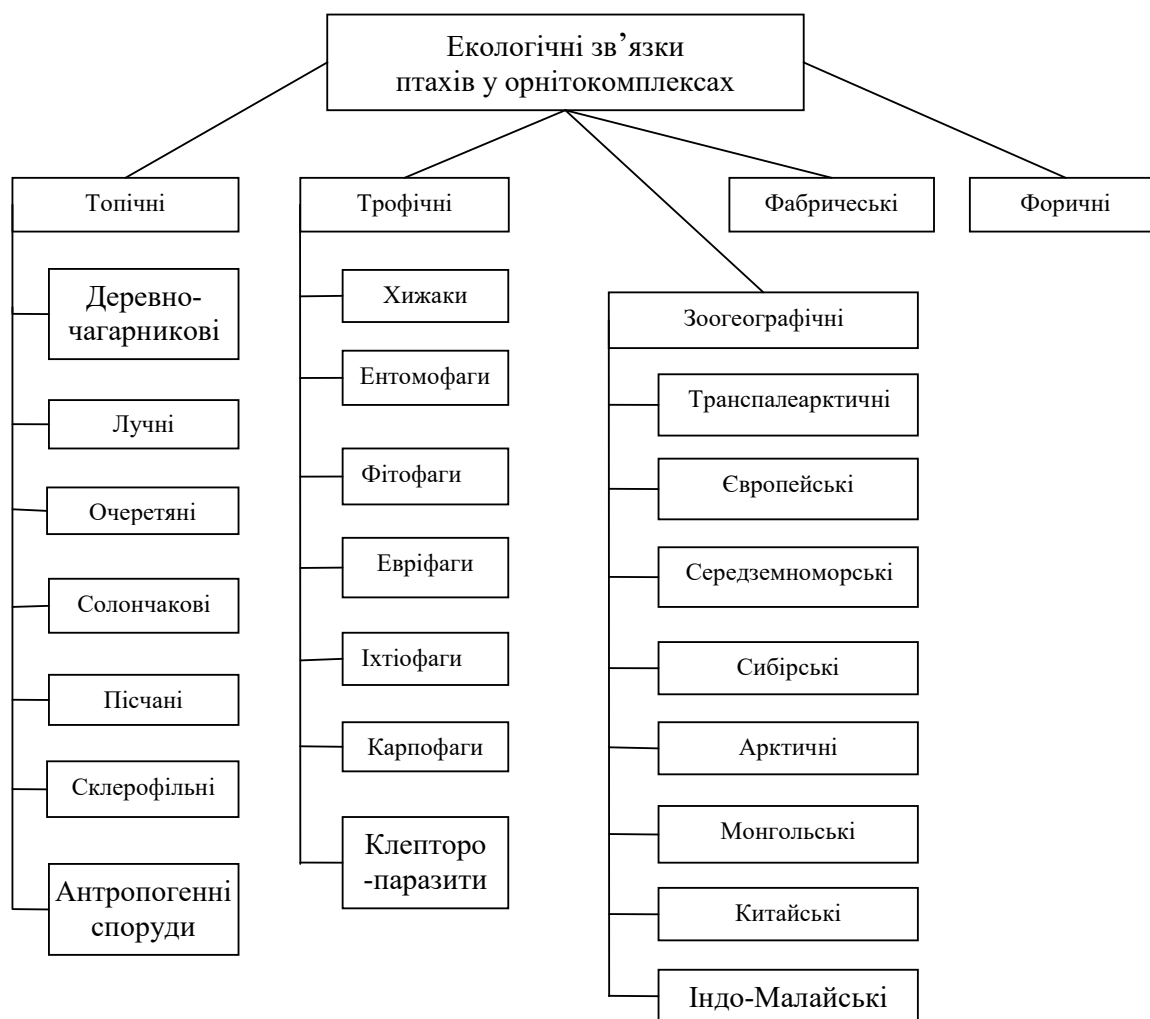 Екологічні зв’язки
птахів у орнітокомплексах
Топічні
Трофічні
Фабричеські
Форичні
Деревно-
чагарникові
Лучні
Очеретяні
Солончакові
Пісчані
Склерофільні
Антропогенні
споруди
Хижаки
Ентомофаги
Фітофаги
Евріфаги
Іхтіофаги
Карпофаги
Клепторо
-паразити
Зоогеографічні
Транспалеарктичні
Європейські
Середземноморські
Сибірські
Арктичні
Монгольські
Китайські
Індо-Малайські